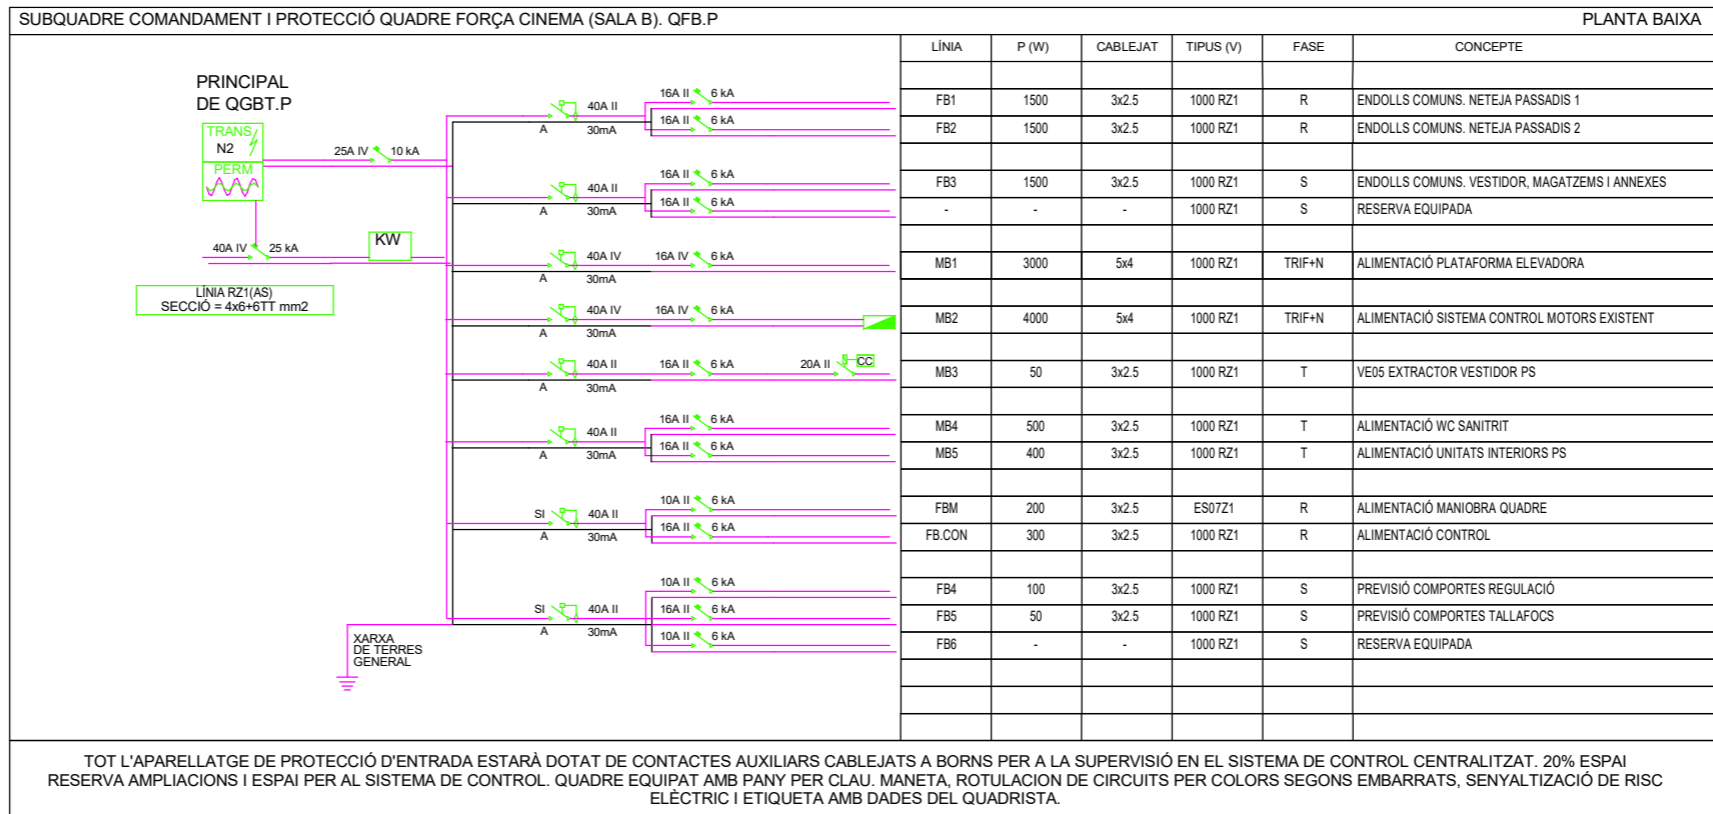 SUBQUADRE COMANDAMENT I PROTECCIÓ QUADRE FORÇA CINEMA (SALA B). QFB.P PLANTA BAIXA
LÍNIA P (W) CABLEJAT TIPUS (V) FASE CONCEPTE
PRINCIPAL
DE QGBT.P
TRANS
N2
PERM
25A IV 10 kA
40A IV 25 kA
KW
LÍNIA RZ1(AS)
SECCIÓ = 4x6+6TT mm2
XARXA
DE TERRES
GENERAL
40A II
A 30mA
16A II 6 kA
FB1 1500 3x2.5 1000 RZ1 R ENDOLLS COMUNS. NETEJA PASSADIS 1
16A II 6 kA
FB2 1500 3x2.5 1000 RZ1 R ENDOLLS COMUNS. NETEJA PASSADIS 2
40A II
A 30mA
16A II 6 kA
FB3 1500 3x2.5 1000 RZ1 S ENDOLLS COMUNS. VESTIDOR, MAGATZEMS I ANNEXES
16A II 6 kA
- - - 1000 RZ1 S RESERVA EQUIPADA
40A IV 16A IV 6 kA
A 30mA
MB1 3000 5x4 1000 RZ1 TRIF+N ALIMENTACIÓ PLATAFORMA ELEVADORA
40A IV 16A IV 6 kA
A 30mA
MB2 4000 5x4 1000 RZ1 TRIF+N ALIMENTACIÓ SISTEMA CONTROL MOTORS EXISTENT
40A II 16A II 6 kA 20A II CC
A 30mA
MB3 50 3x2.5 1000 RZ1 T VE05 EXTRACTOR VESTIDOR PS
40A II
A 30mA
16A II 6 kA
MB4 500 3x2.5 1000 RZ1 T ALIMENTACIÓ WC SANITRIT
16A II 6 kA
MB5 400 3x2.5 1000 RZ1 T ALIMENTACIÓ UNITATS INTERIORS PS
SI 40A II
A 30mA
10A II 6 kA
FBM 200 3x2.5 ES07Z1 R ALIMENTACIÓ MANIOBRA QUADRE
16A II 6 kA
FB.CON 300 3x2.5 1000 RZ1 R ALIMENTACIÓ CONTROL
SI 40A II
A 30mA
10A II 6 kA
FB4 100 3x2.5 1000 RZ1 S PREVISIÓ COMPORTES REGULACIÓ
16A II 6 kA
FB5 50 3x2.5 1000 RZ1 S PREVISIÓ COMPORTES TALLAFOCS
10A II 6 kA
FB6 - - 1000 RZ1 S RESERVA EQUIPADA
TOT L'APARELLATGE DE PROTECCIÓ D'ENTRADA ESTARÀ DOTAT DE CONTACTES AUXILIARS CABLEJATS A BORNS PER A LA SUPERVISIÓ EN EL SISTEMA DE CONTROL CENTRALITZAT. 20% ESPAI
RESERVA AMPLIACIONS I ESPAI PER AL SISTEMA DE CONTROL. QUADRE EQUIPAT AMB PANY PER CLAU. MANETA, ROTULACION DE CIRCUITS PER COLORS SEGONS EMBARRATS, SENYALTIZACIÓ DE RISC
ELÈCTRIC I ETIQUETA AMB DADES DEL QUADRISTA.